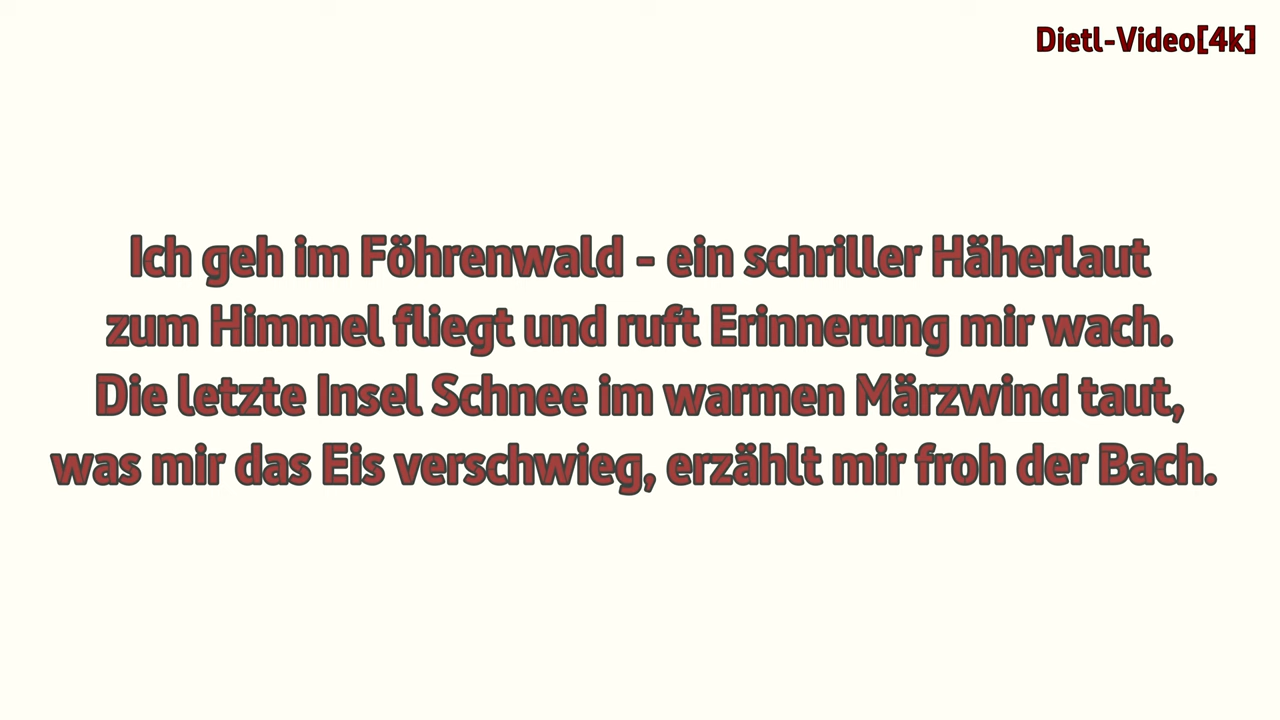 Dietl-Video[4k]
Ich geh im Föhrenwald - ein schriller Häherlaut
zum Himmel fliegt und ruft Erinnerung mir wach.
Die letzte Insel Schnee im warmen Märzwind taut,
was mir das Eis verschwieg, erzählt mir froh der Bach.